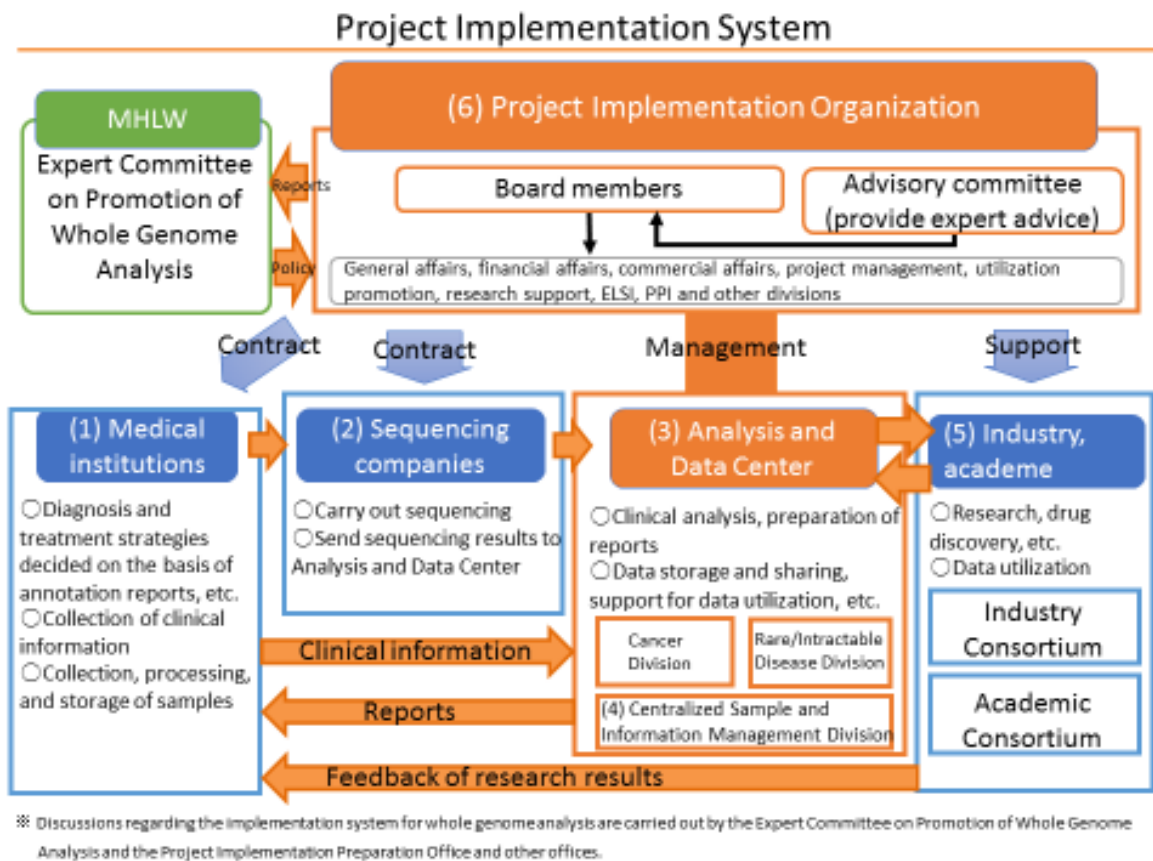 Project Implementation System
MHLW
Expert Committee
on Promotion of
Whole Genome
Analysis
Reports
Policy
(6) Project Implementation Organization
Board members
Advisory committee
(provide expert advice)
General affairs, financial affairs, commercial affairs, project management, utilization
promotion, research support, ELSI, PPI and other divisions
Contract
Contract
Management
Support
(1) Medical
institutions
○Diagnosis and
treatment strategies
decided on the basis of
annotation reports, etc.
○Collection of clinical
information
○Collection, processing,
and storage of samples
(2) Sequencing
companies
○Carry out sequencing
○Send sequencing results to
Analysis and Data Center
(3) Analysis and
Data Center
○Clinical analysis, preparation of
reports
○Data storage and sharing,
support for data utilization, etc.
Cancer
Division
Rare/Intractable
Disease Division
(4) Centralized Sample and
Information Management Division
(5) Industry,
academe
○Research, drug
discovery, etc.
○Data utilization
Industry
Consortium
Academic
Consortium
Clinical information
Reports
Feedback of research results
※ Discussions regarding the implementation system for whole genome analysis are carried out by the Expert Committee on Promotion of Whole Genome
Analysis and the Project Implementation Preparation Office and other offices.